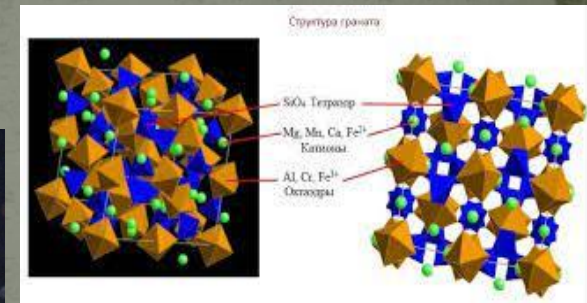 Структура граната
SiO₄ Тетраэдр
Mg, Mn, Ca, Fe²⁺
Катионы
Al, Cr, Fe³⁺
Октаэдры